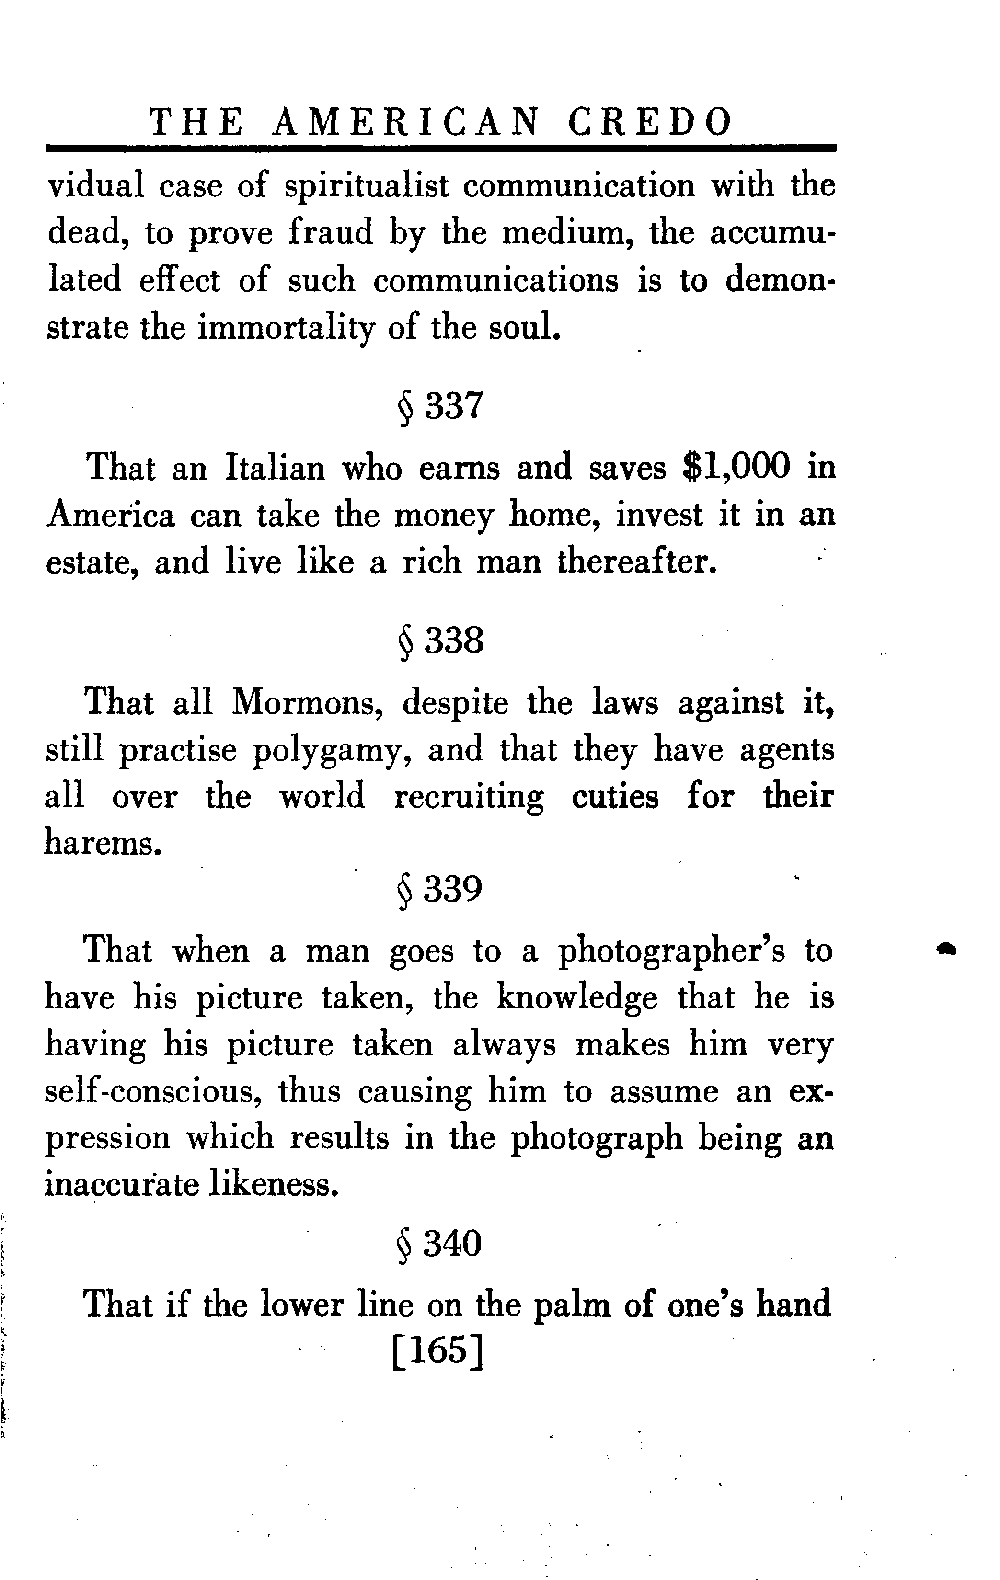 THE AMERICAN CREDO
vidual case of spiritualist communication with the
dead, to prove fraud by the medium, the accumu-
lated effect of such communications is to demon-
strate the immortality of the soul.
§ 337
That an Italian who earns and saves $1,000 in
America can take the money home, invest it in an
estate, and live like a rich man thereafter.
§ 338
That all Mormons, despite the laws against it,
still practise polygamy, and that they have agents
all over the world recruiting cuties for their
harems.
§ 339
That when a man goes to a photographer's to
have his picture taken, the knowledge that he is
having his picture taken always makes him very
self-conscious, thus causing him to assume an ex-
pression which results in the photograph being an
inaccurate likeness.
§ 340
That if the lower line on the palm of one's hand
[165]